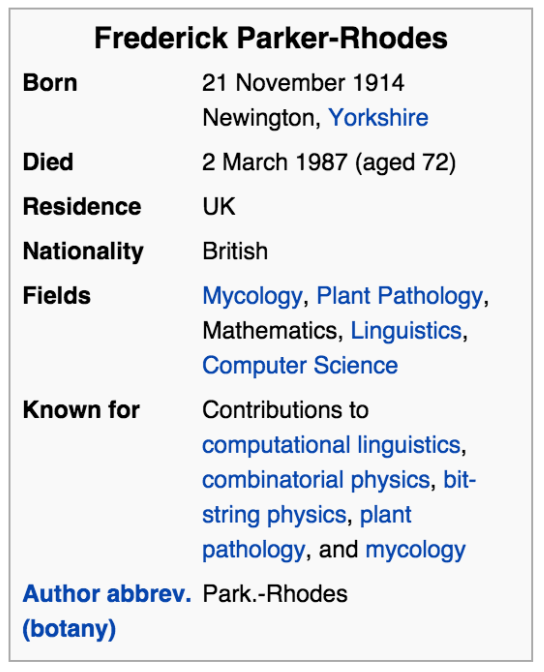 Frederick Parker-Rhodes
Born 21 November 1914
Newington, Yorkshire
Died 2 March 1987 (aged 72)
Residence UK
Nationality British
Fields Mycology, Plant Pathology,
Mathematics, Linguistics,
Computer Science
Known for Contributions to
computational linguistics,
combinatorial physics, bit-
string physics, plant
pathology, and mycology
Author abbrev. Park.-Rhodes
(botany)